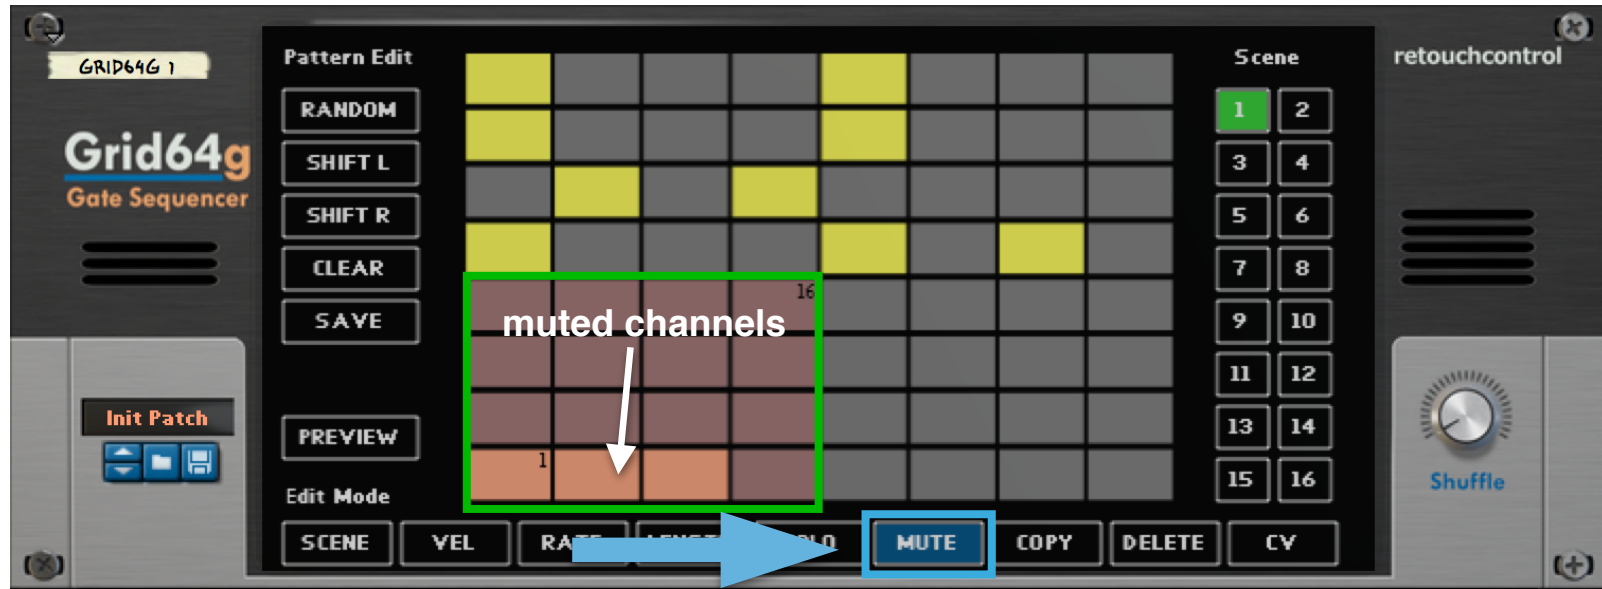 GRID64G 1
Grid64g
Gate Sequencer
Init Patch
Pattern Edit
RANDOM
SHIFT L
SHIFT R
CLEAR
SAVE
PREVIEW
Edit Mode
16
muted channels
1
SCENE VEL MUTE COPY DELETE CV
Scene
1 2
3 4
5 6
7 8
9 10
11 12
13 14
15 16
retouchcontrol
Shuffle